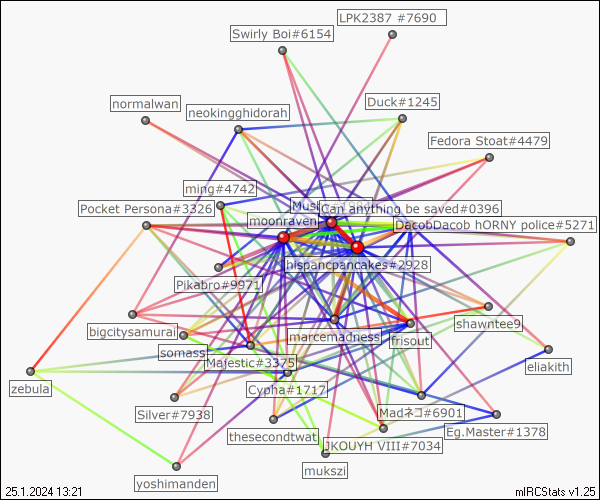 LPK2387 #7690
Swirly Boi#6154
normalwan
Duck#1245
neokingghidorah
Fedora Stoat#4479
ming#4742
Pocket Persona#3326
Can anything be saved#0396
moonraven
DacobDacob hORNY police#5271
hispancpancakes#2928
Pikabro#9971
bigcitysamurai
shawntee9
marcemadness
frisout
somass
Majestic#3375
eliakith
zebula
Cypha#1717
Silver#7938
Madネコ#6901
Eg.Master#1378
thesecondtwat
JKOUYH VIII#7034
mukszi
yoshimanden
25.1.2024 13:21
mIRCStats v1.25